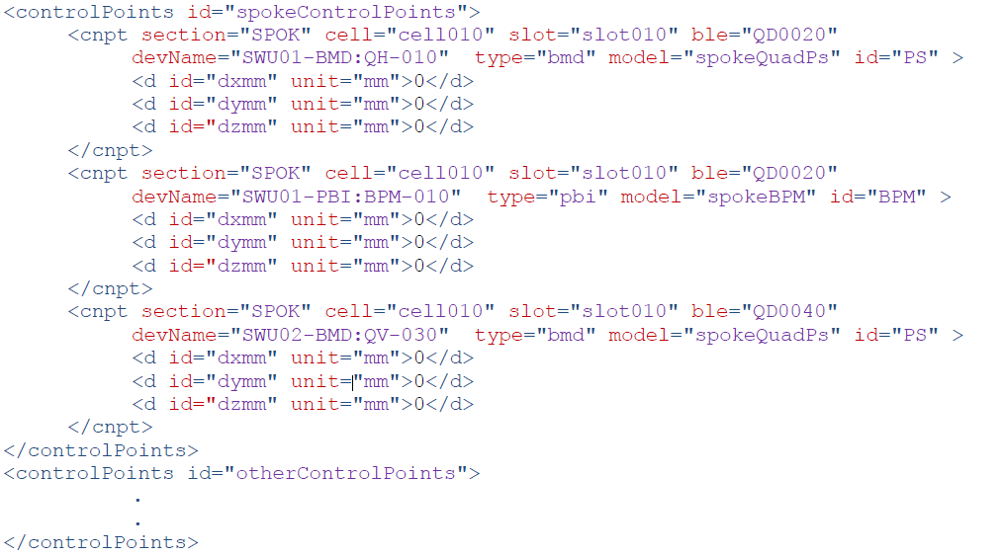 <controlPoints id="spokeControlPoints">
<cnpt section="SPOK" cell="cell010" slot="slot010" ble="QD0020"
devName="SWU01-BMD:QH-010"  type="bmd" model="spokeQuadPs" id="PS" >
<d id="dxmm" unit="mm">0</d>
<d id="dymm" unit="mm">0</d>
<d id="dzmm" unit="mm">0</d>
</cnpt>
<cnpt section="SPOK" cell="cell010" slot="slot010" ble="QD0020"
devName="SWU01-PBI:BPM-010"  type="pbi" model="spokeBPM" id="BPM" >
<d id="dxmm" unit="mm">0</d>
<d id="dymm" unit="mm">0</d>
<d id="dzmm" unit="mm">0</d>
</cnpt>
<cnpt section="SPOK" cell="cell010" slot="slot010" ble="QD0040"
devName="SWU02-BMD:QV-030"  type="bmd" model="spokeQuadPs" id="PS" >
<d id="dxmm" unit="mm">0</d>
<d id="dymm" unit="mm">0</d>
<d id="dzmm" unit="mm">0</d>
</cnpt>
</controlPoints>
<controlPoints id="otherControlPoints">
.
.
</controlPoints>